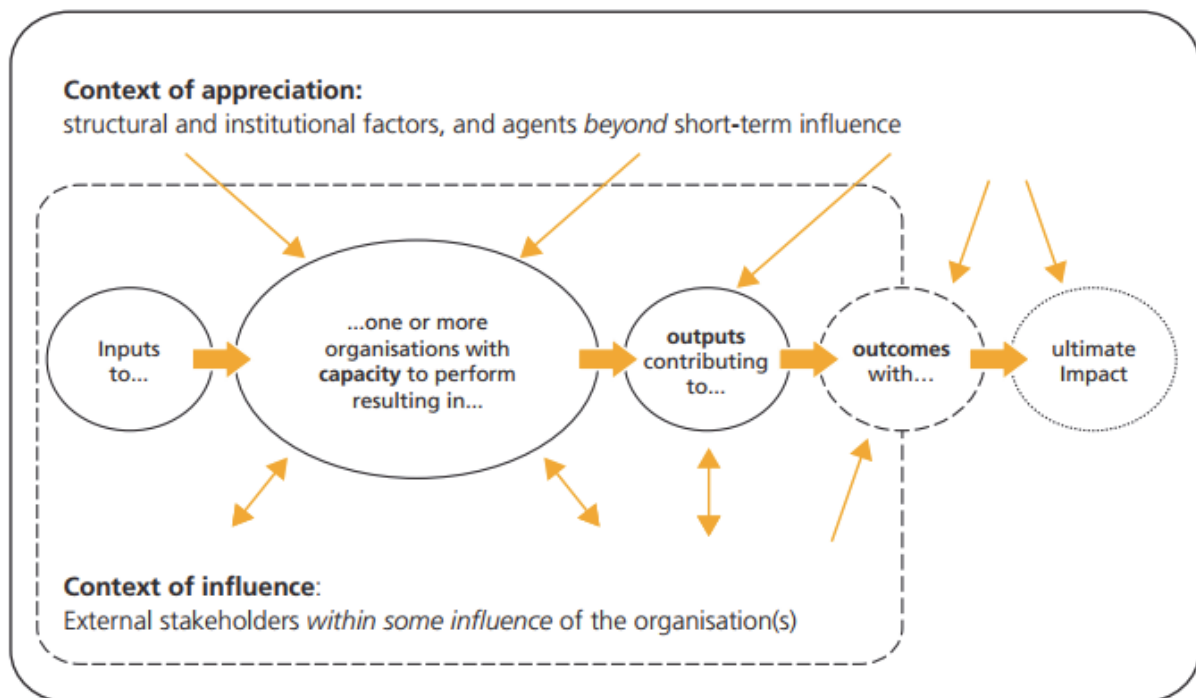 Context of appreciation:
structural and institutional factors, and agents beyond short-term influence
Inputs
to...
...one or more
organisations with
capacity to perform
resulting in...
outputs
contributing
to...
outcomes
with...
ultimate
Impact
Context of influence:
External stakeholders within some influence of the organisation(s)